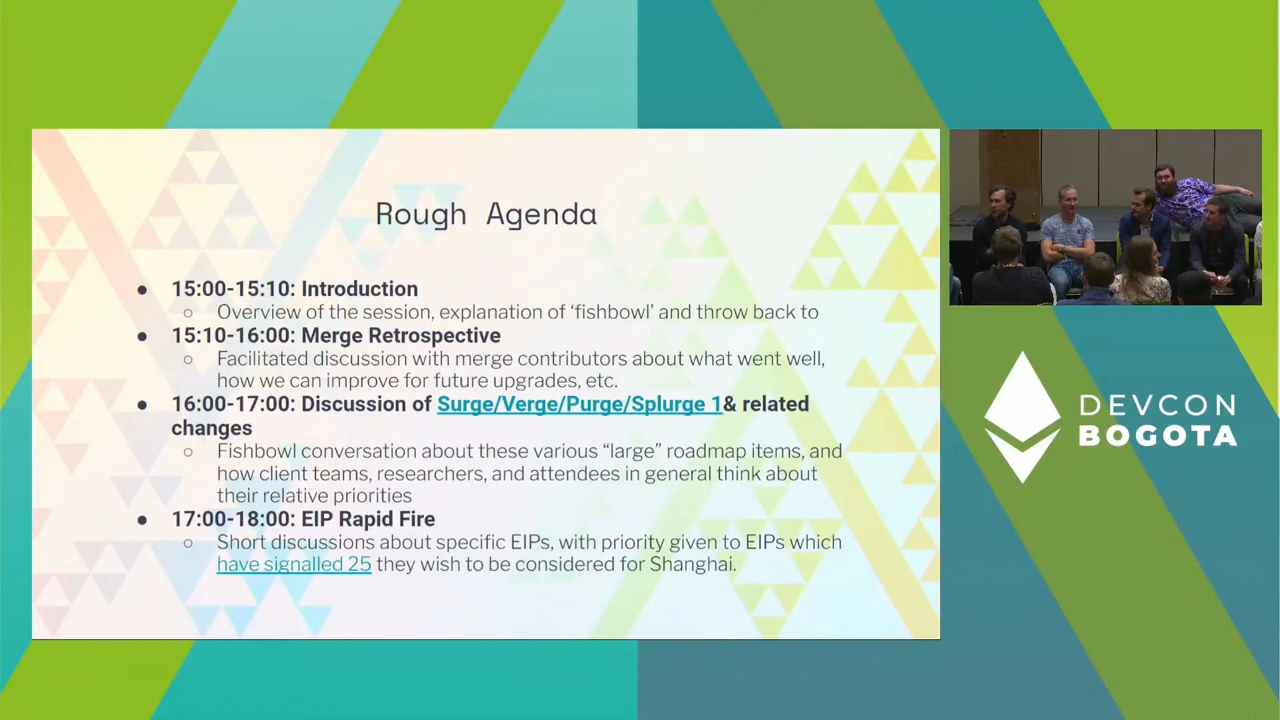 Rough Agenda
● 15:00-15:10: Introduction
○ Overview of the session, explanation of ‘fishbowl’ and throw back to
● 15:10-16:00: Merge Retrospective
○ Facilitated discussion with merge contributors about what went well,
how we can improve for future upgrades, etc.
● 16:00-17:00: Discussion of Surge/Verge/Purge/Splurge 1& related
changes
○ Fishbowl conversation about these various “large” roadmap items, and
how client teams, researchers, and attendees in general think about
their relative priorities
● 17:00-18:00: EIP Rapid Fire
○ Short discussions about specific EIPs, with priority given to EIPs which
have signalled 25 they wish to be considered for Shanghai.
DEVCON
BOGOTA